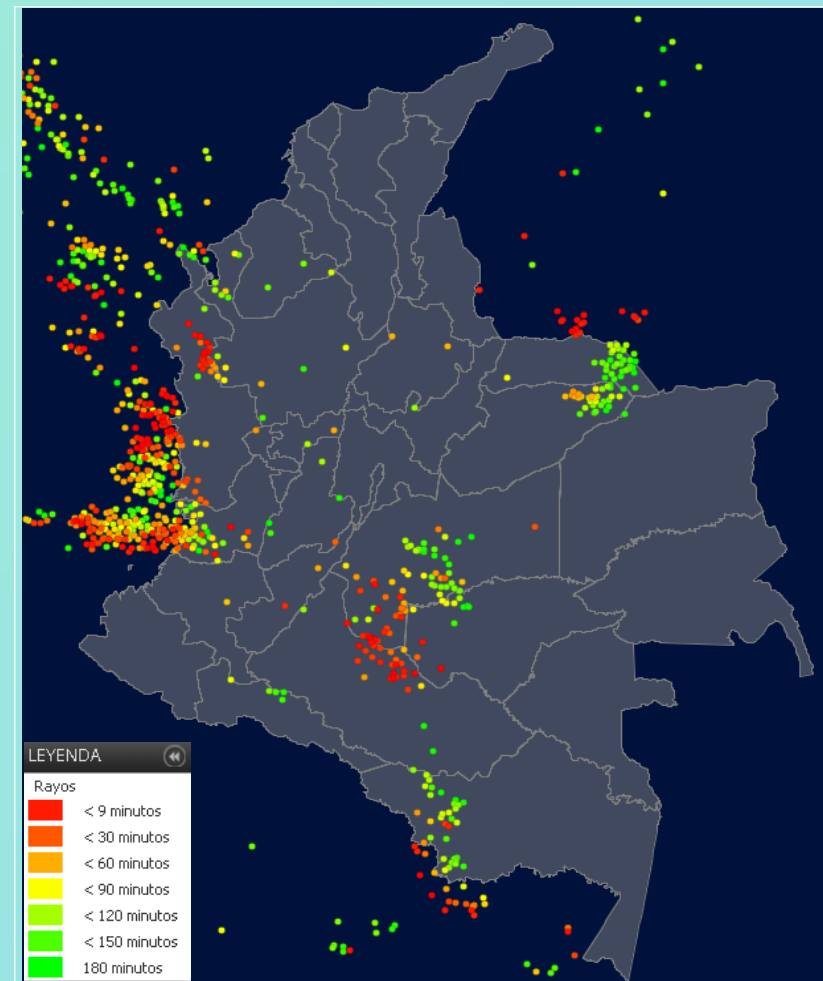 LEYENDA
Rayos
< 9 minutos
< 30 minutos
< 60 minutos
< 90 minutos
< 120 minutos
< 150 minutos
180 minutos